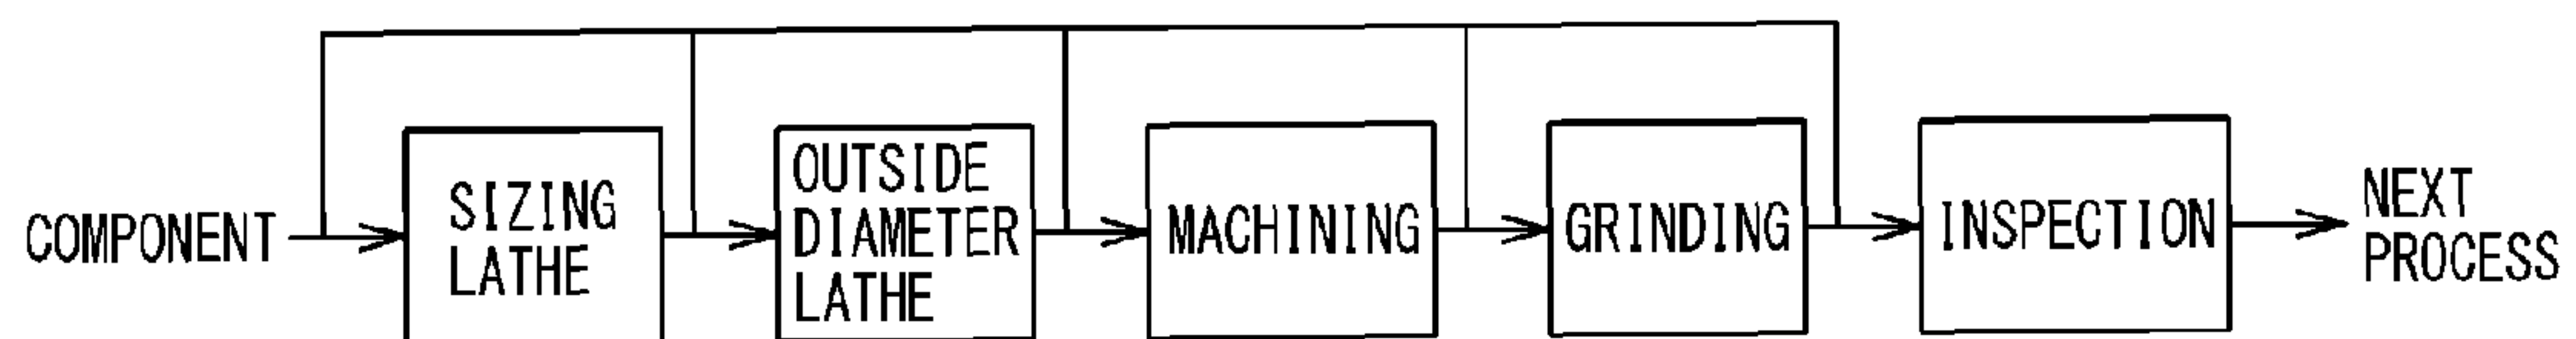 COMPONENT
SIZING
LATHE
OUTSIDE
DIAMETER
LATHE
MACHINING
GRINDING
INSPECTION
NEXT
PROCESS